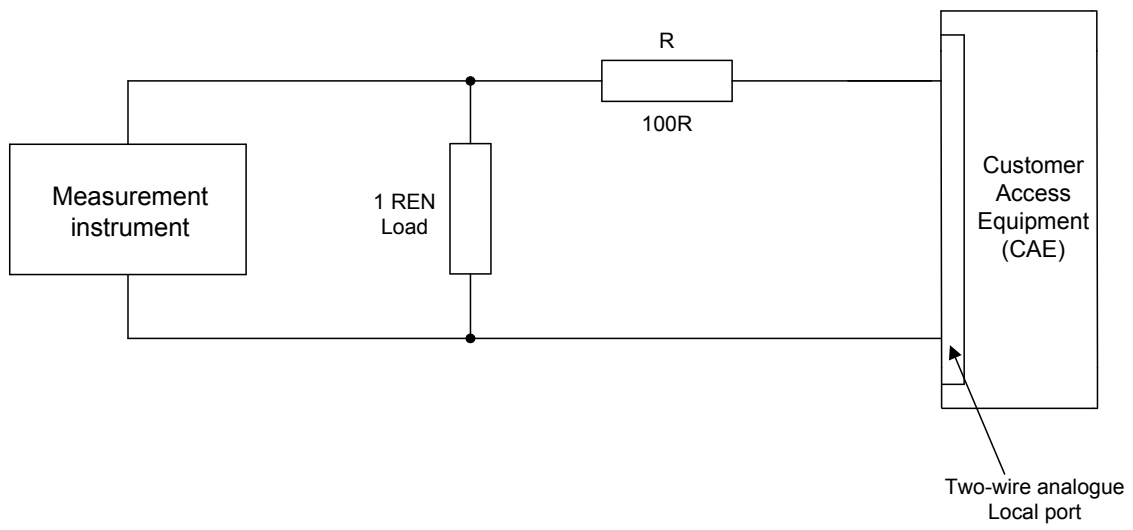 R
100R
Measurement
instrument
1 REN
Load
Customer
Access
Equipment
(CAE)
Two-wire analogue
Local port